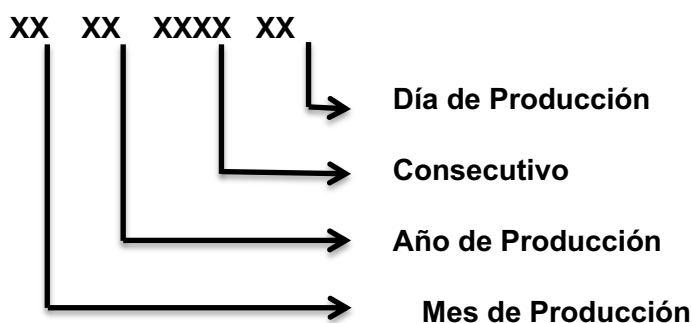 XX XX XXXX XX
Día de Producción
Consecutivo
Año de Producción
Mes de Producción